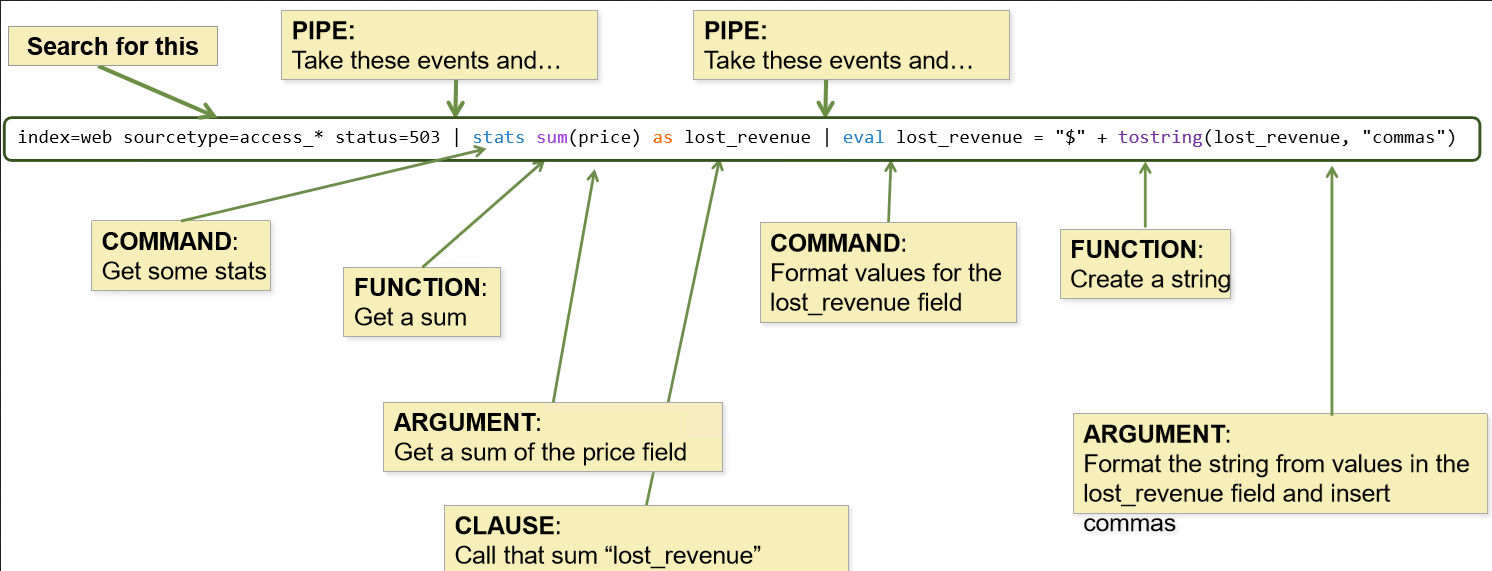 Search for this
PIPE:
Take these events and…
PIPE:
Take these events and…
index=web sourcetype=access_* status=503 | stats sum(price) as lost_revenue | eval lost_revenue = "$" + tostring(lost_revenue, "commas")
COMMAND:
Get some stats
FUNCTION:
Get a sum
COMMAND:
Format values for the
lost_revenue field
FUNCTION:
Create a string
ARGUMENT:
Get a sum of the price field
ARGUMENT:
Format the string from values in the
lost_revenue field and insert
commas
CLAUSE:
Call that sum “lost_revenue”